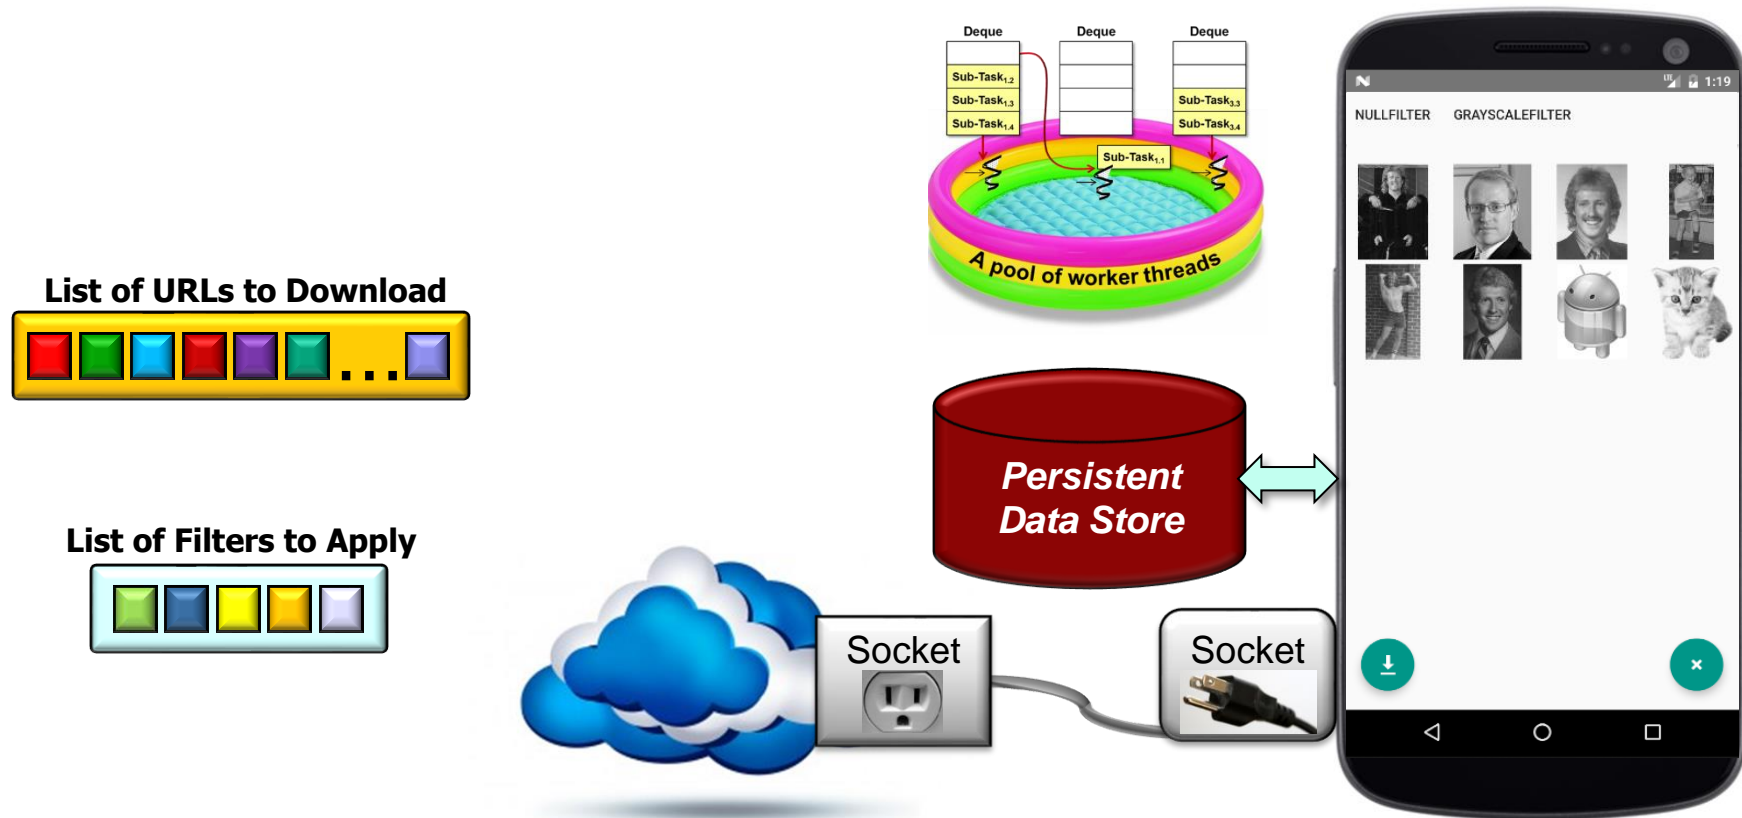 Deque
Deque
Deque
Sub-Task1.2
Sub-Task1.3
Sub-Task1.4
Sub-Task3.3
Sub-Task3.4
Sub-Task1.1
A pool of worker threads
List of URLs to Download
...
List of Filters to Apply
Persistent
Data Store
Socket
Socket
LTE 1:19
NULLFILTER GRAYSCALEFILTER